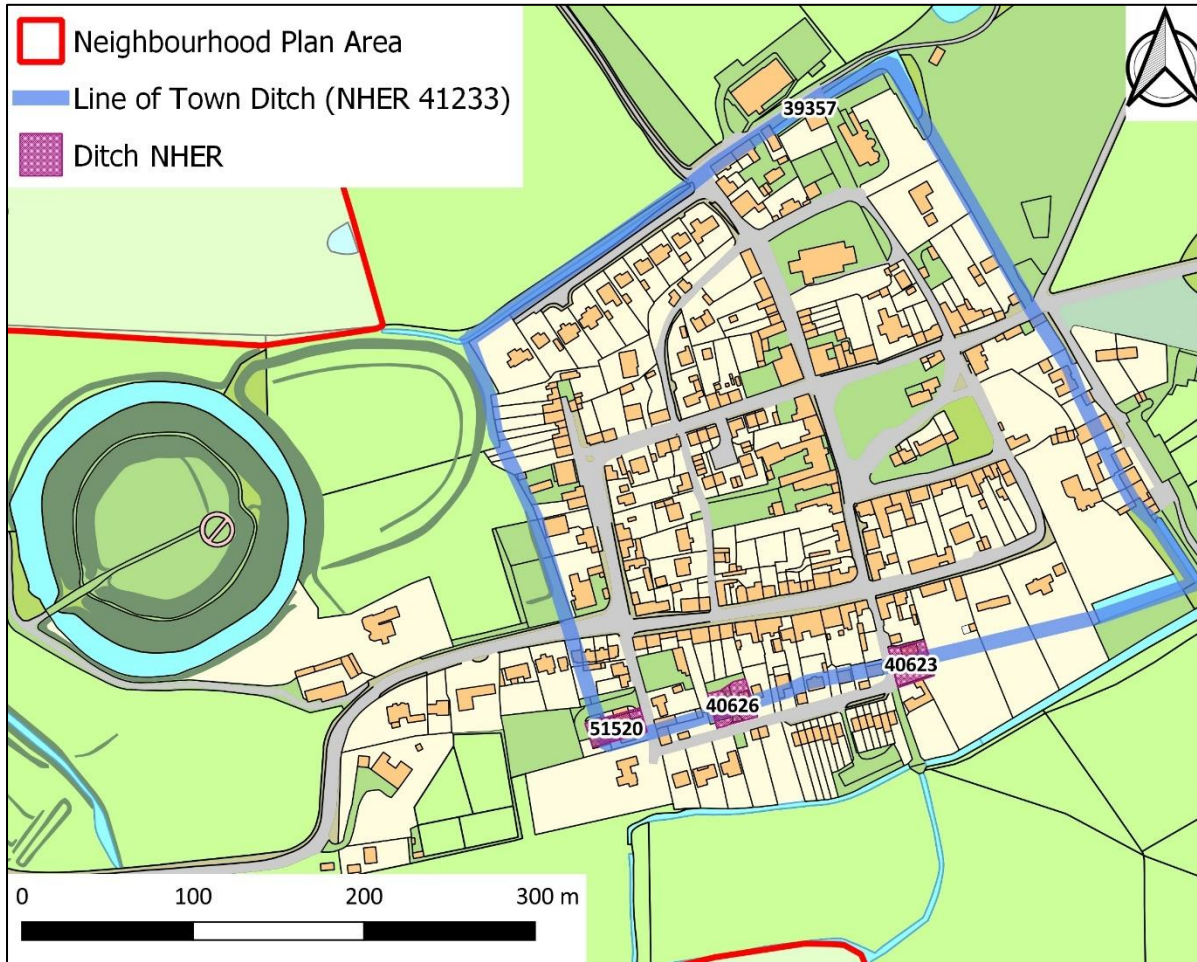 Neighbourhood Plan Area
Line of Town Ditch (NHER 41233)
Ditch NHER
39357
40623
40626
51520
0 100 200 300 m